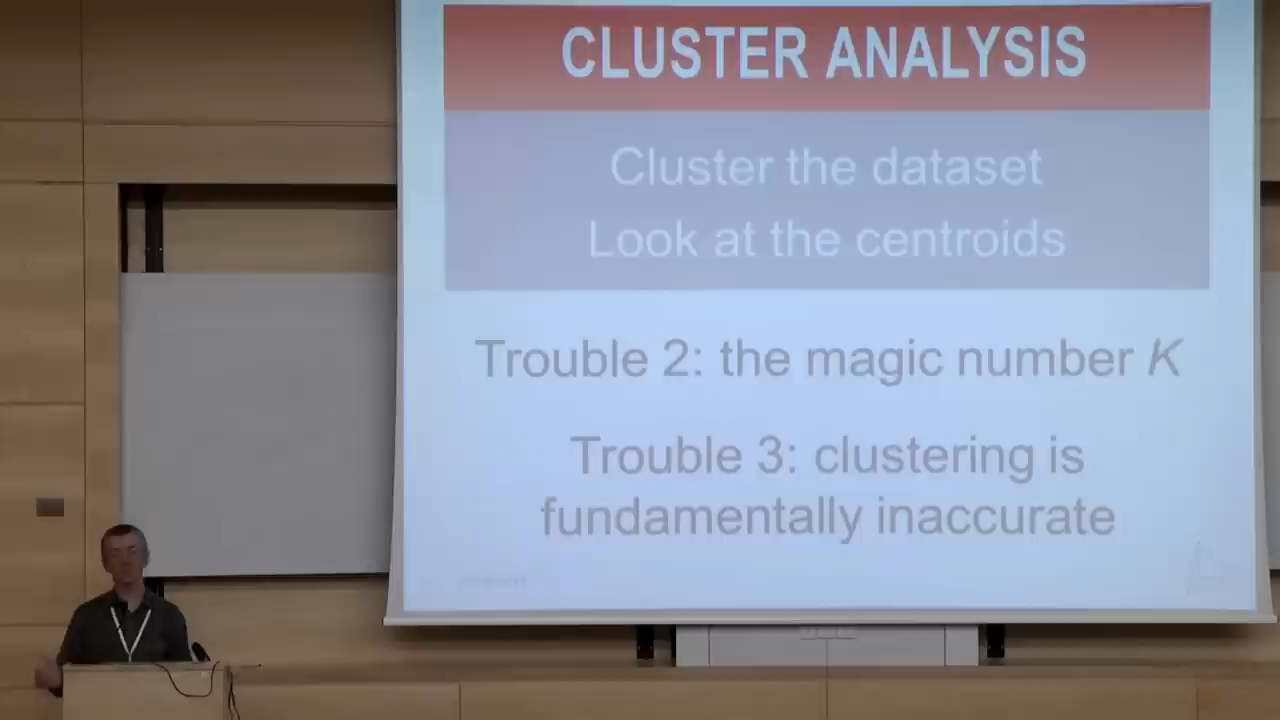 CLUSTER ANALYSIS
Cluster the dataset
Look at the centroids
Trouble 2: the magic number K
Trouble 3: clustering is
fundamentally inaccurate